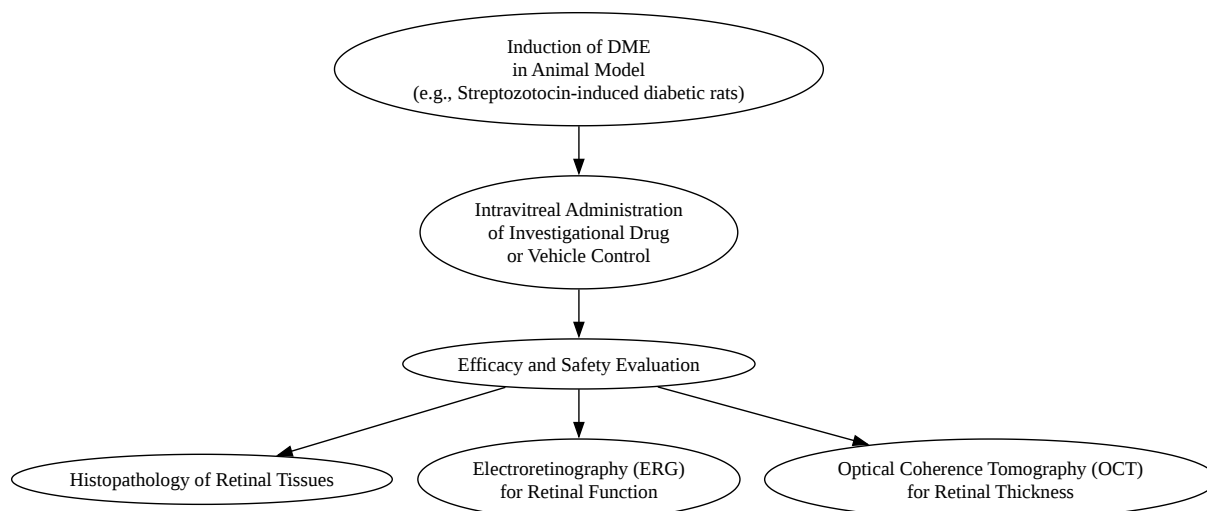 Induction of DME
in Animal Model
(e.g., Streptozotocin-induced diabetic rats)
Intravitreal Administration
of Investigational Drug
or Vehicle Control
Efficacy and Safety Evaluation
Histopathology of Retinal Tissues
Electroretinography (ERG)
for Retinal Function
Optical Coherence Tomography (OCT)
for Retinal Thickness